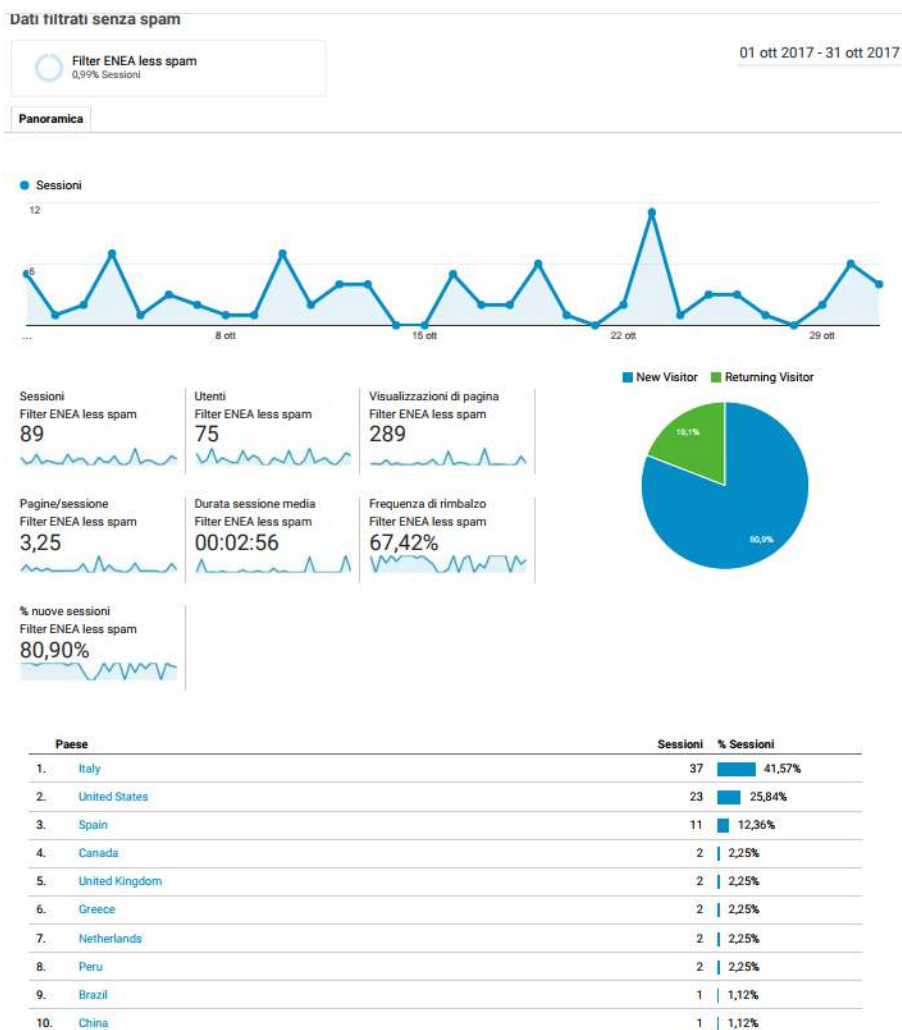 Dati filtrati senza spam
Filter ENEA less spam
0,99% Sessioni
01 ott 2017 - 31 ott 2017
Panoramica
Sessioni
12
6
...
8 ott
15 ott
22 ott
29 ott
New Visitor
Returning Visitor
19,1%
80,9%
Sessioni
Filter ENEA less spam
89
Utenti
Filter ENEA less spam
75
Visualizzazioni di pagina
Filter ENEA less spam
289
Pagine/sessione
Filter ENEA less spam
3,25
Durata sessione media
Filter ENEA less spam
00:02:56
Frequenza di rimbalzo
Filter ENEA less spam
67,42%
% nuove sessioni
Filter ENEA less spam
80,90%
Paese Sessioni % Sessioni
1. Italy 37 41,57%
2. United States 23 25,84%
3. Spain 11 12,36%
4. Canada 2 2,25%
5. United Kingdom 2 2,25%
6. Greece 2 2,25%
7. Netherlands 2 2,25%
8. Peru 2 2,25%
9. Brazil 1 1,12%
10. China 1 1,12%